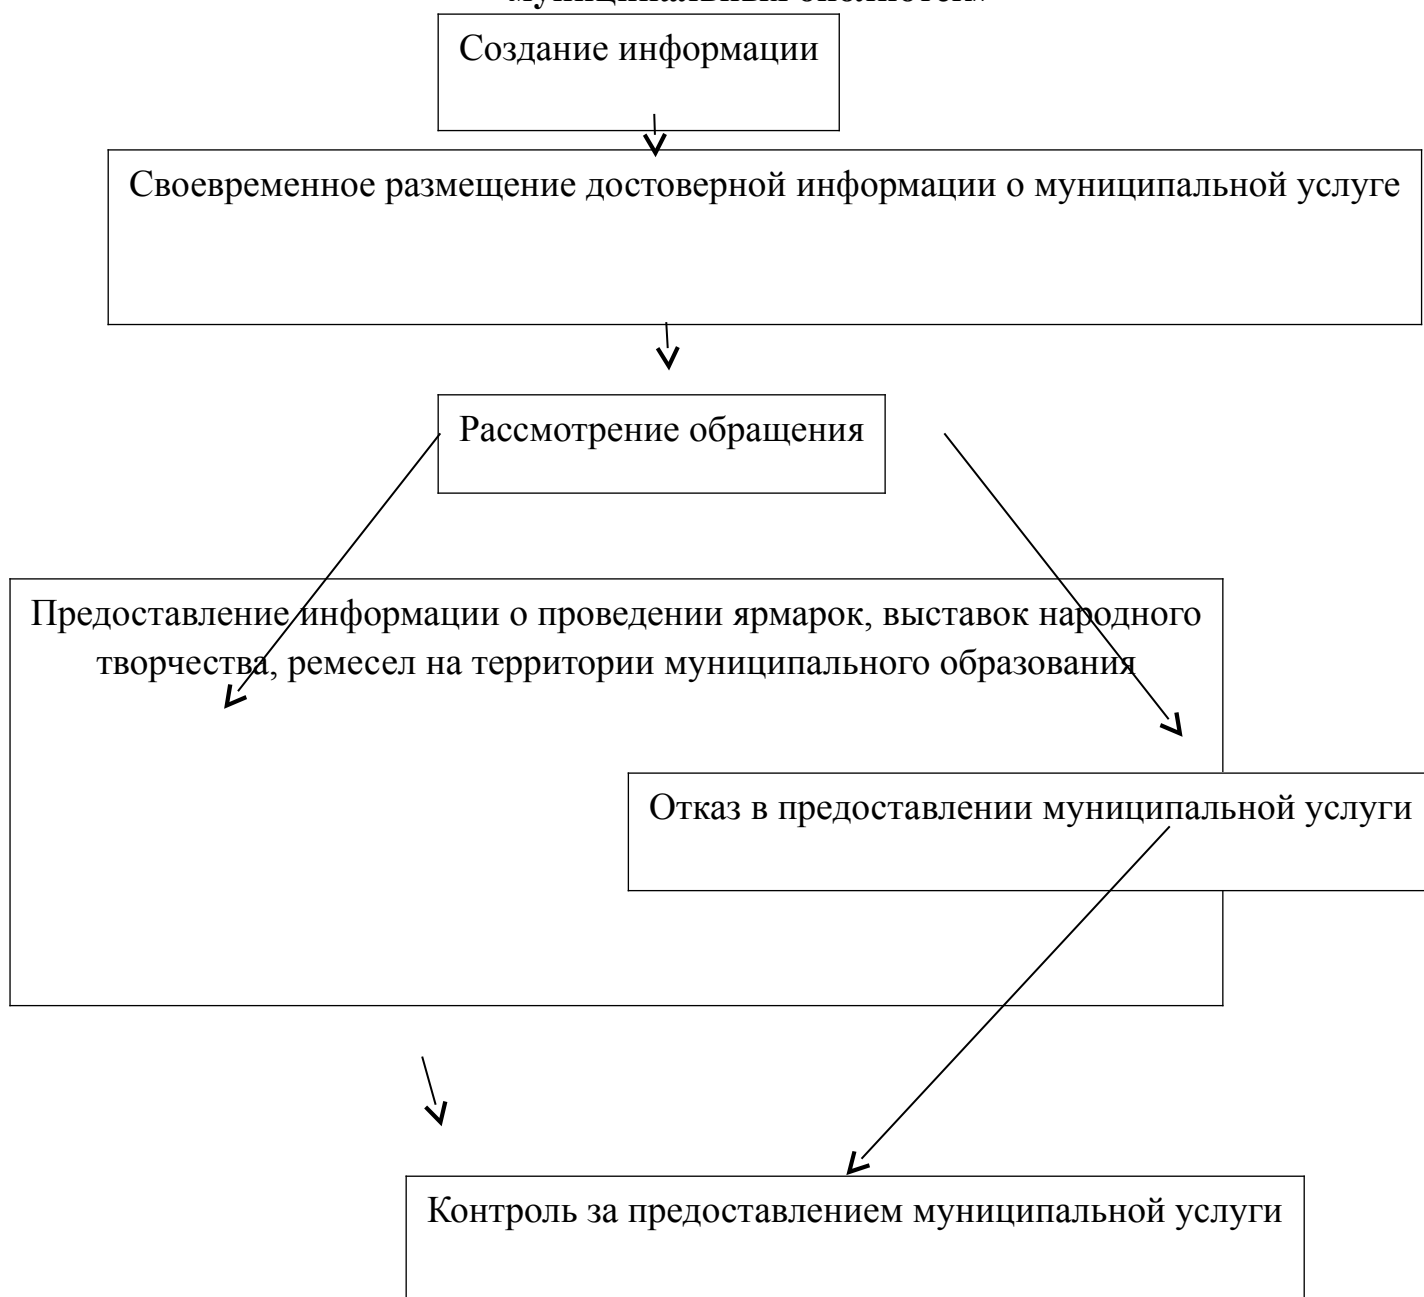 Создание информации
Своевременное размещение достоверной информации о муниципальной услуге
Рассмотрение обращения
Предоставление информации о проведении ярмарок, выставок народного
творчества, ремесел на территории муниципального образования
Отказ в предоставлении муниципальной услуги
Контроль за предоставлением муниципальной услуги